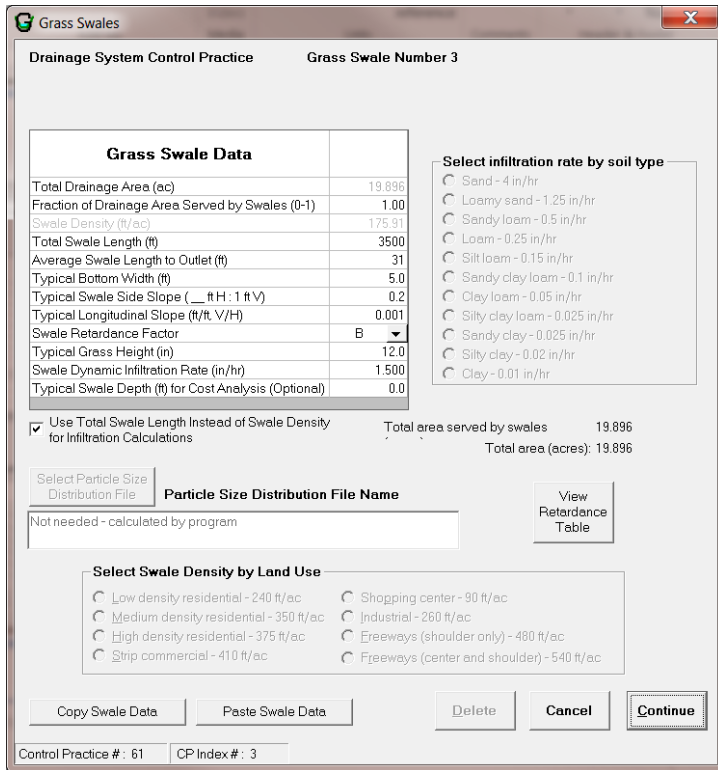 Grass Swales
X
Drainage System Control Practice Grass Swale Number 3
Grass Swale Data
Total Drainage Area (ac) 19.896
Fraction of Drainage Area Served by Swales (0-1) 1.00
Swale Density (ft/ac) 175.91
Total Swale Length (ft) 3500
Average Swale Length to Outlet (ft) 31
Typical Bottom Width (ft) 5.0
Typical Swale Side Slope ( __ ft H : 1 ft V) 0.2
Typical Longitudinal Slope (ft/ft, V/H) 0.001
Swale Retardance Factor B
Typical Grass Height (in) 12.0
Swale Dynamic Infiltration Rate (in/hr) 1.500
Typical Swale Depth (ft) for Cost Analysis (Optional) 0.0
Select infiltration rate by soil type
Sand - 4 in/hr
Loamy sand - 1.25 in/hr
Sandy loam - 0.5 in/hr
Loam - 0.25 in/hr
Silt loam - 0.15 in/hr
Sandy clay loam - 0.1 in/hr
Clay loam - 0.05 in/hr
Silty clay loam - 0.025 in/hr
Sandy clay - 0.025 in/hr
Silty clay - 0.02 in/hr
Clay - 0.01 in/hr
Use Total Swale Length Instead of Swale Density
for Infiltration Calculations
Total area served by swales 19.896
Total area (acres): 19.896
Select Particle Size
Distribution File
Particle Size Distribution File Name
Not needed - calculated by program
View
Retardance
Table
Select Swale Density by Land Use
Low density residential - 240 ft/ac
Medium density residential - 350 ft/ac
High density residential - 375 ft/ac
Strip commercial - 410 ft/ac
Shopping center - 90 ft/ac
Industrial - 260 ft/ac
Freeways (shoulder only) - 480 ft/ac
Freeways (center and shoulder) - 540 ft/ac
Copy Swale Data
Paste Swale Data
Delete
Cancel
Continue
Control Practice # : 61 CP Index # : 3